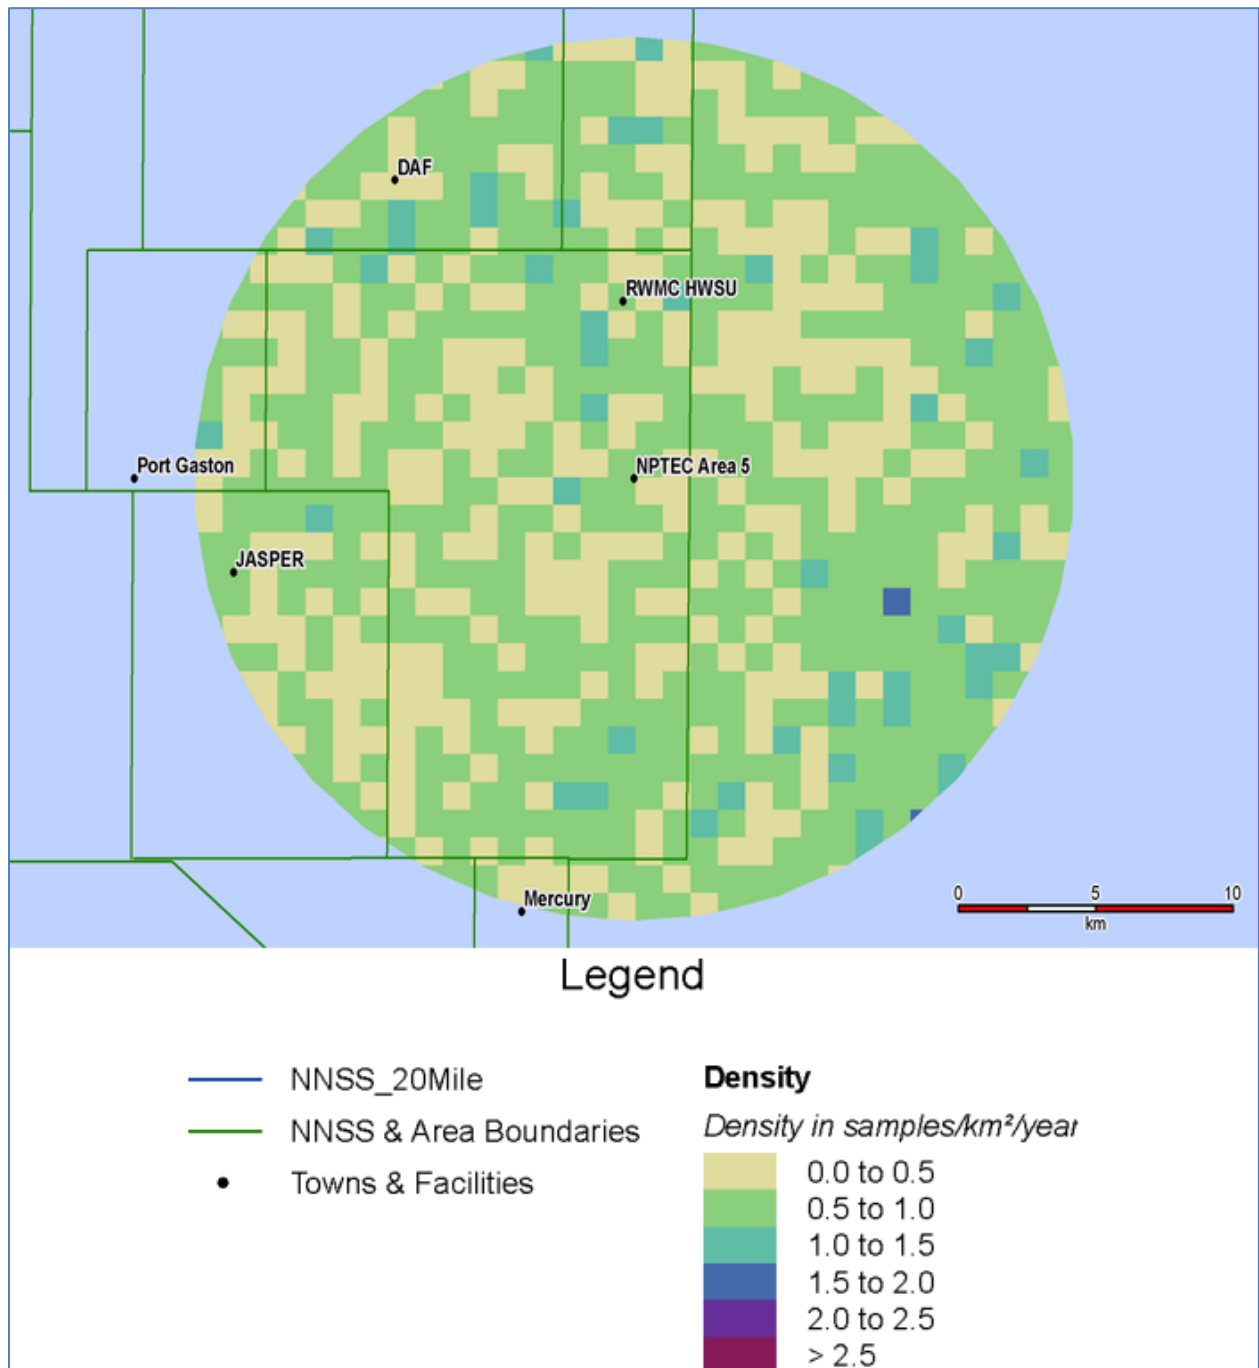 DAF
RWMC HWSU
Port Gaston
NPTEC Area 5
JASPER
Mercury
0 5 10
km
Legend
NNSS_20Mile
NNSS & Area Boundaries
Towns & Facilities
Density
Density in samples/km²/year
0.0 to 0.5
0.5 to 1.0
1.0 to 1.5
1.5 to 2.0
2.0 to 2.5
> 2.5